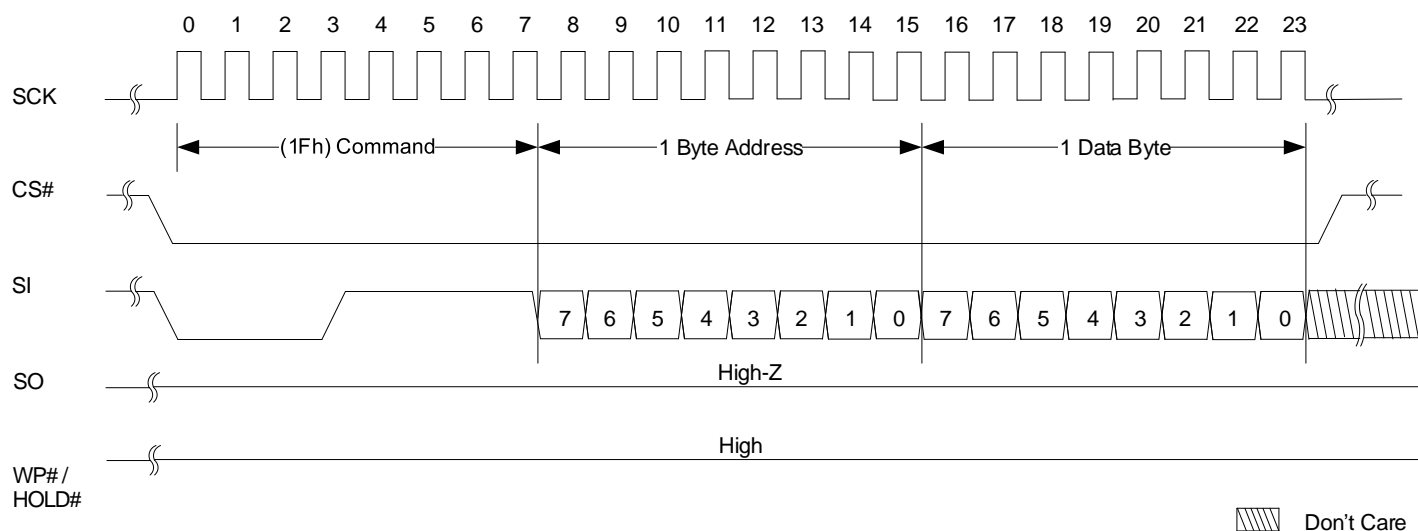 0 1 2 3 4 5 6 7 8 9 10 11 12 13 14 15 16 17 18 19 20 21 22 23
SCK
(1Fh) Command 1 Byte Address 1 Data Byte
CS#
SI
7 6 5 4 3 2 1 0 7 6 5 4 3 2 1 0
High-Z
SO
High
WP# /
HOLD#
Don't Care